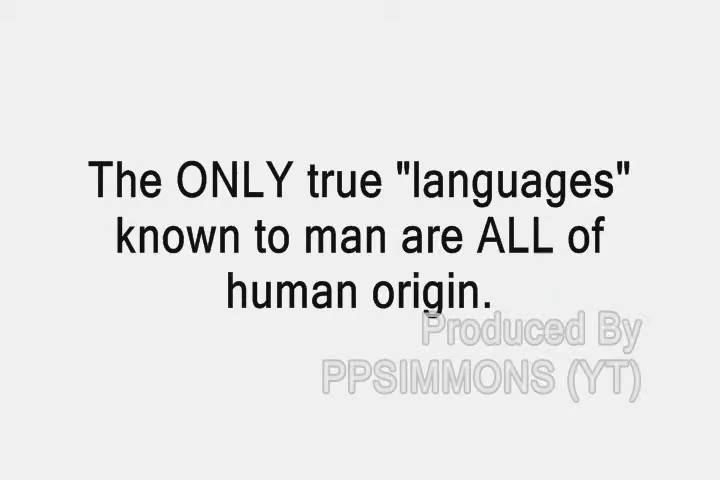 The ONLY true "languages"
known to man are ALL of
human origin.
Produced By
PPSIMMONS (YT)